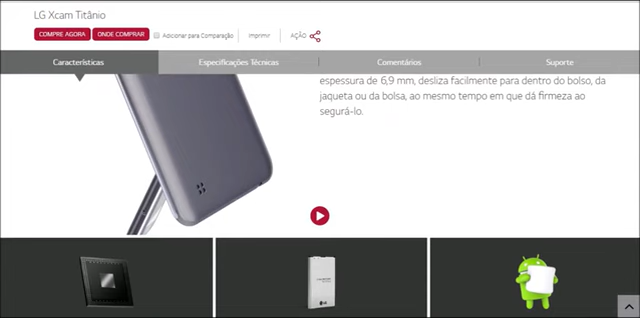 LG Xcam Titânio
COMPRE AGORA ONDE COMPRAR Adicionar para Comparação Imprimir AÇÃO
Características Especificações Técnicas Comentários Suporte
espessura de 6,9 mm, desliza facilmente para dentro do bolso, da
jaqueta ou da bolsa, ao mesmo tempo em que dá firmeza ao
segurá-lo.
LG